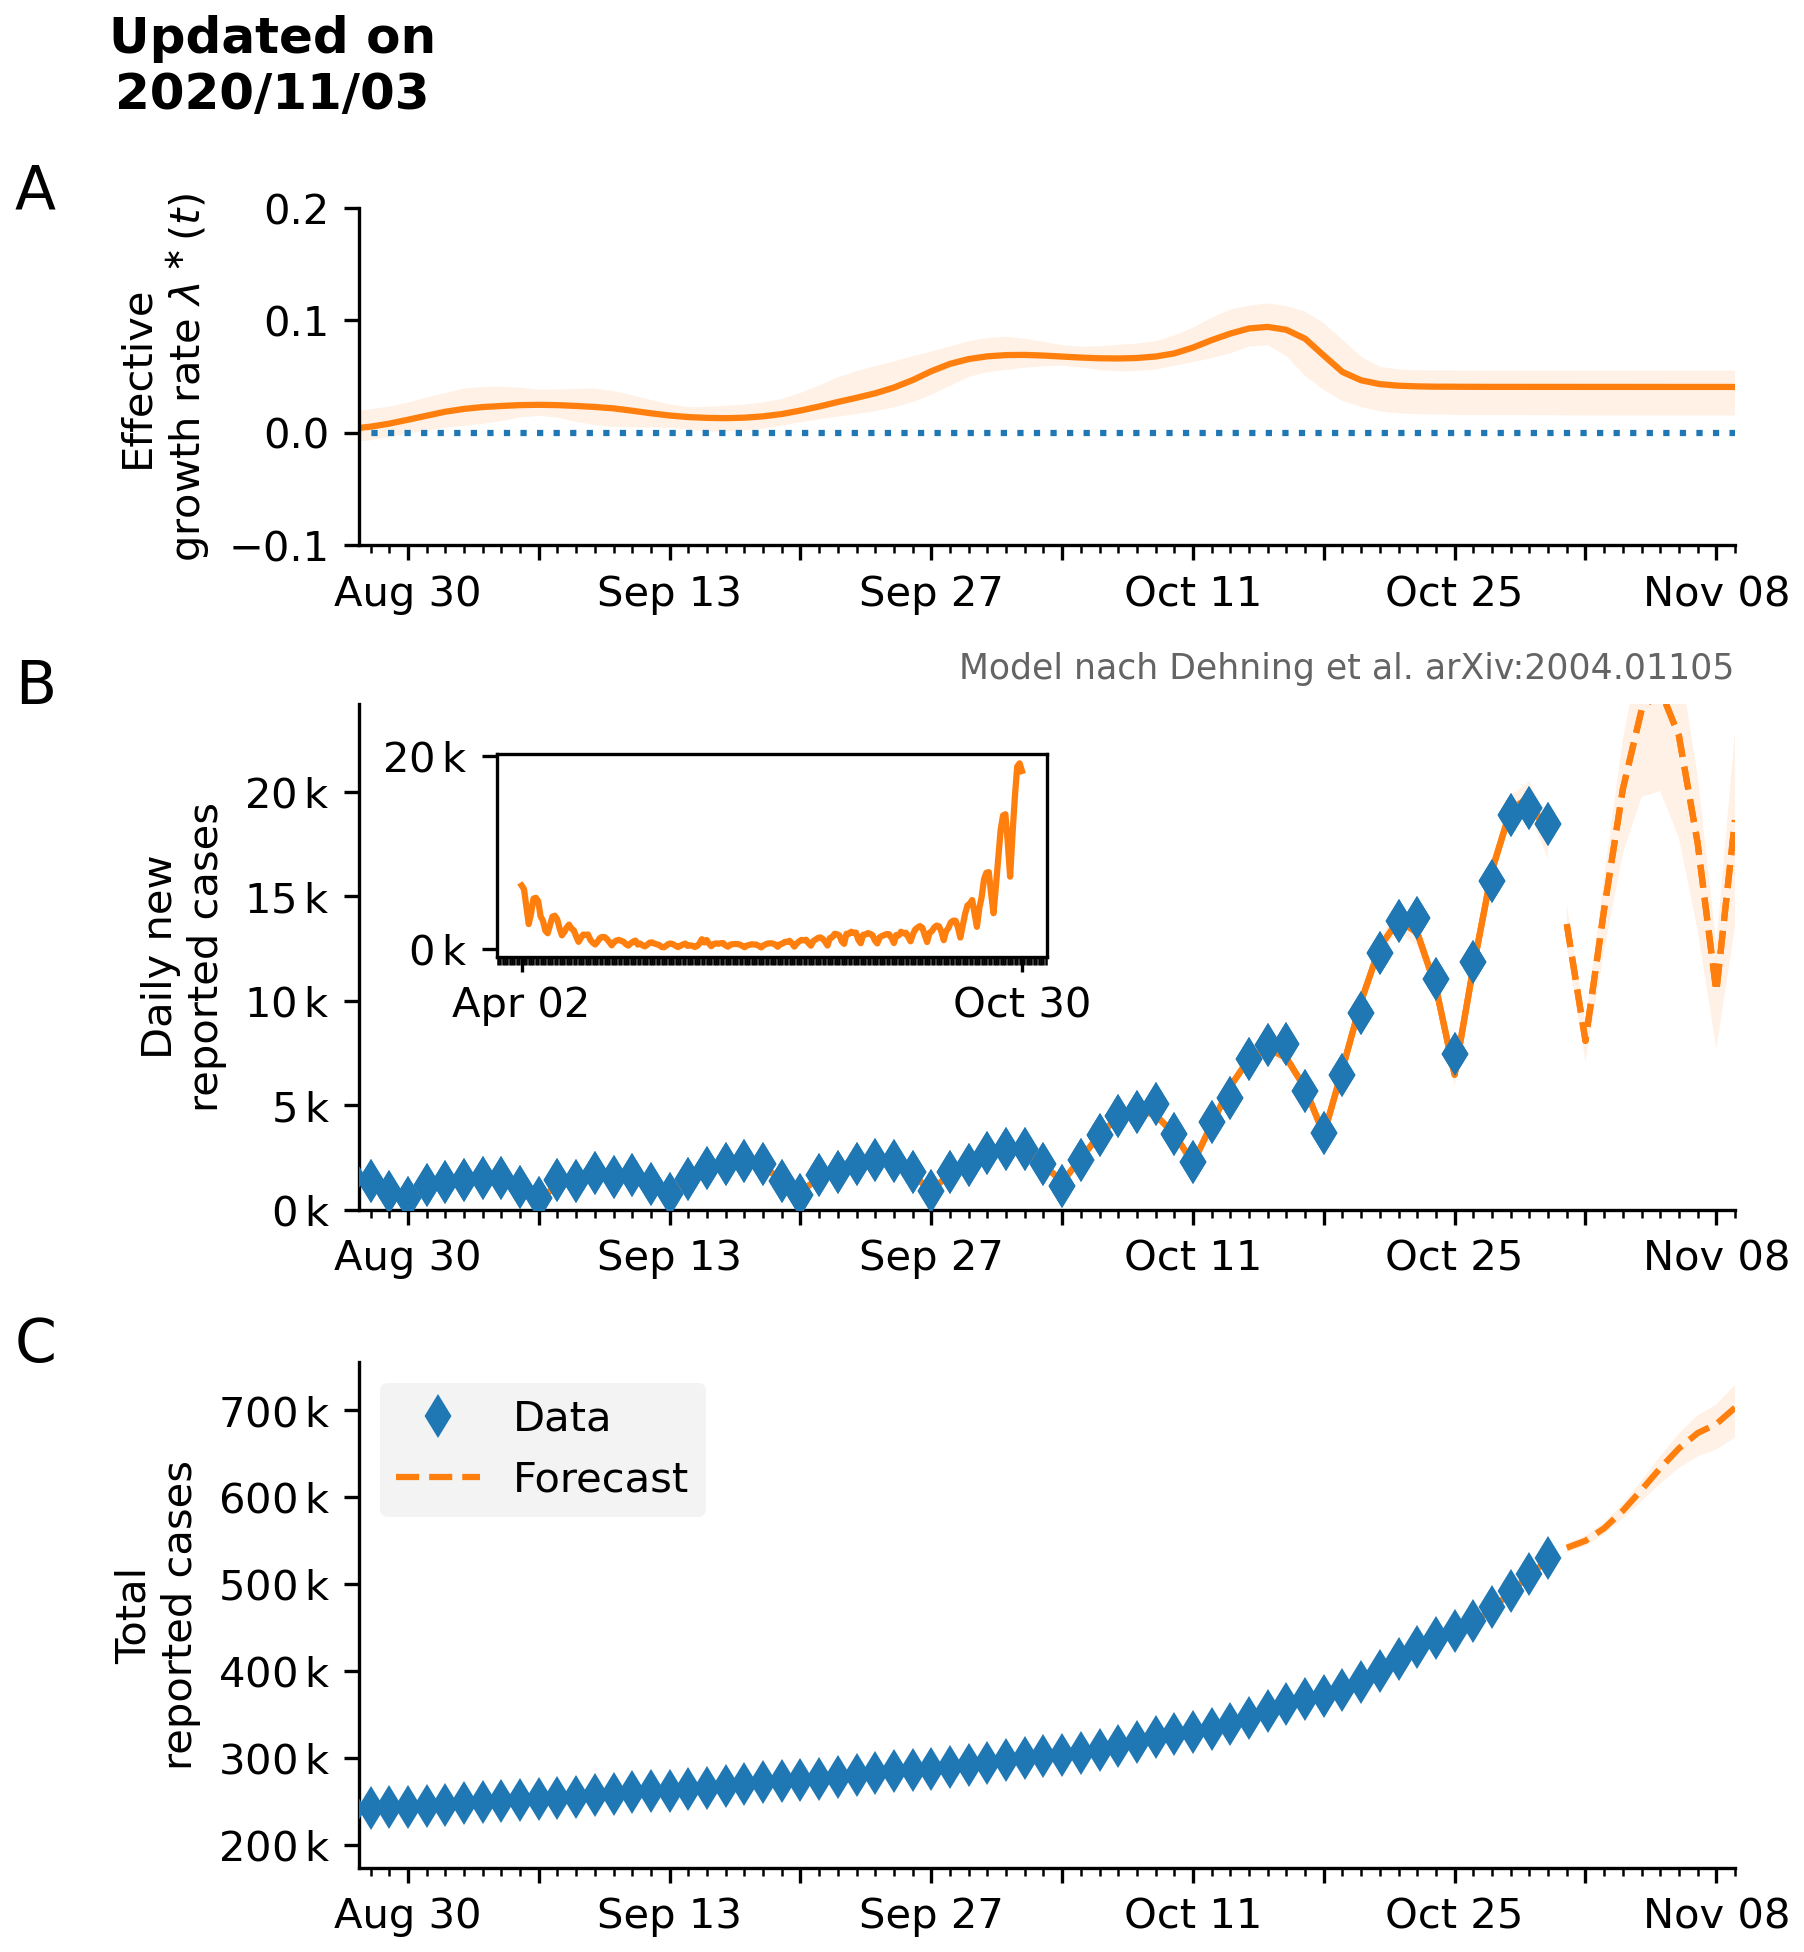 Updated on
2020/11/03
A
Effective
growth rate λ * (t)
0.2
0.1
0.0
−0.1
Aug 30
Sep 13
Sep 27
Oct 11
Oct 25
Nov 08
B
Model nach Dehning et al. arXiv:2004.01105
Daily new
reported cases
20 k
15 k
10 k
5 k
0 k
20 k
0 k
Apr 02
Oct 30
Aug 30
Sep 13
Sep 27
Oct 11
Oct 25
Nov 08
C
Total
reported cases
700 k
600 k
500 k
400 k
300 k
200 k
Data
Forecast
Aug 30
Sep 13
Sep 27
Oct 11
Oct 25
Nov 08